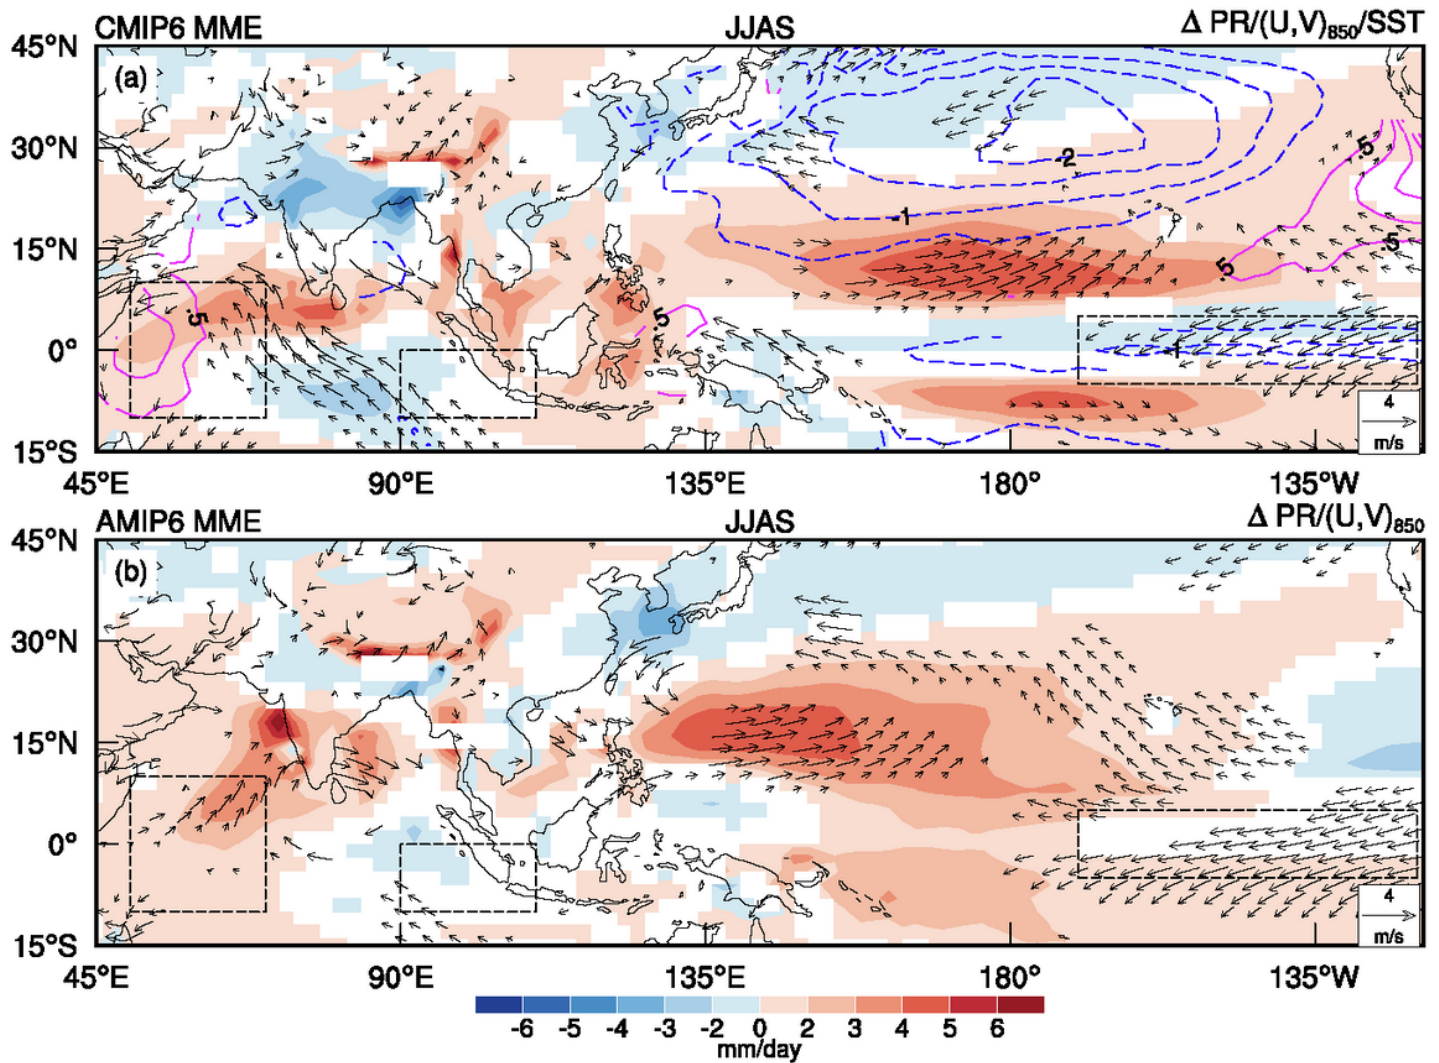 CMIP6 MME JJAS Δ PR/(U,V)₈₅₀/SST
45°N
(a)
30°N
15°N
0°
15°S
2
-1
.5
.5
.5
.5
.5
-1
4
m/s
45°E 90°E 135°E 180° 135°W
AMIP6 MME JJAS Δ PR/(U,V)₈₅₀
45°N
(b)
30°N
15°N
0°
15°S
4
m/s
45°E 90°E 135°E 180° 135°W
-6 -5 -4 -3 -2 0 2 3 4 5 6
mm/day